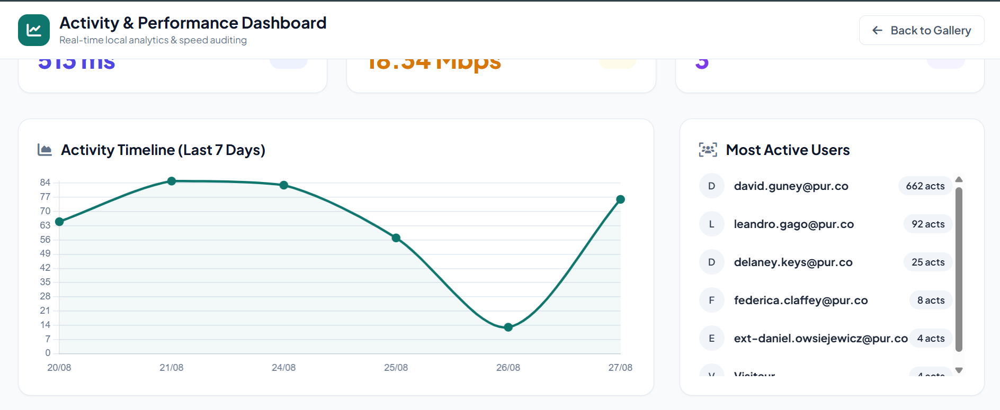 Activity & Performance Dashboard
Real-time local analytics & speed auditing
Back to Gallery
513 ms
18.34 Mbps
3
Activity Timeline (Last 7 Days)
84
77
70
63
56
49
42
35
28
21
14
7
0
20/08
21/08
24/08
25/08
26/08
27/08
Most Active Users
D david.guney@pur.co 662 acts
L leandro.gago@pur.co 92 acts
D delaney.keys@pur.co 25 acts
F federica.claffey@pur.co 8 acts
E ext-daniel.owsiejewicz@pur.co 4 acts
V Visiteur 4 acts